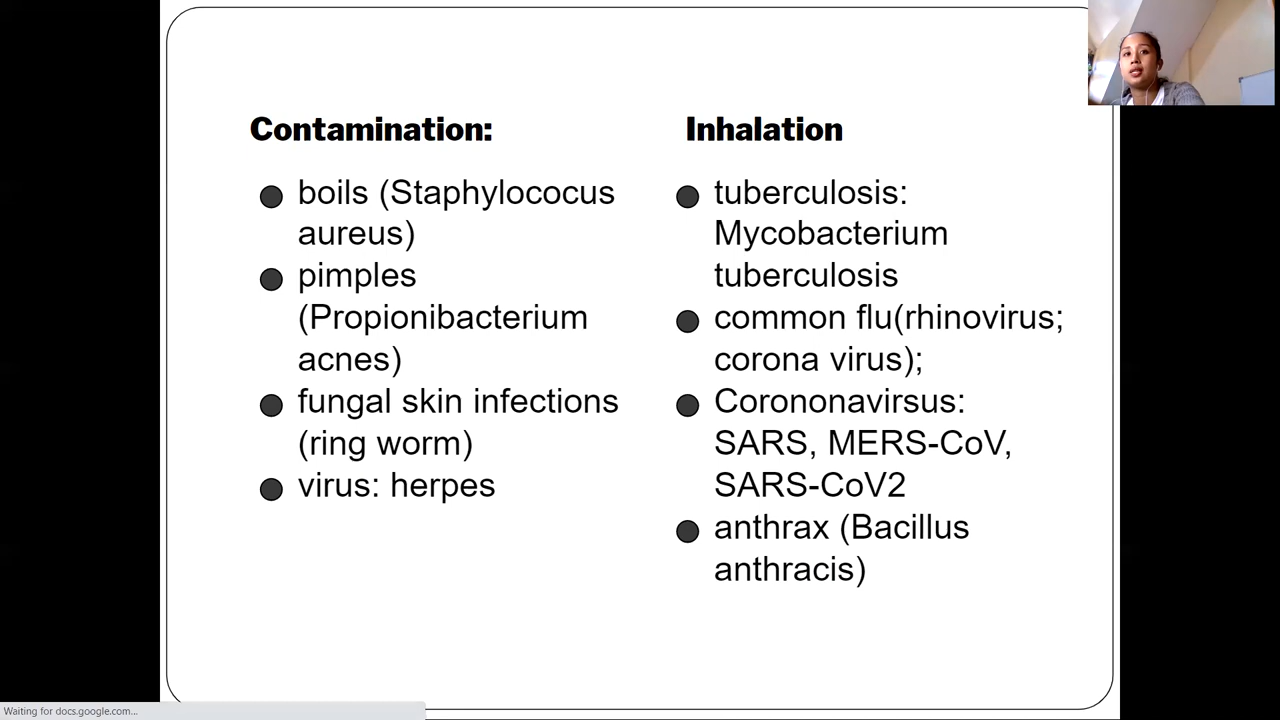 Contamination:
boils (Staphylococus
aureus)
pimples
(Propionibacterium
acnes)
fungal skin infections
(ring worm)
virus: herpes
Inhalation
tuberculosis:
Mycobacterium
tuberculosis
common flu(rhinovirus;
corona virus);
Corononavirsus:
SARS, MERS-CoV,
SARS-CoV2
anthrax (Bacillus
anthracis)
Waiting for docs.google.com...